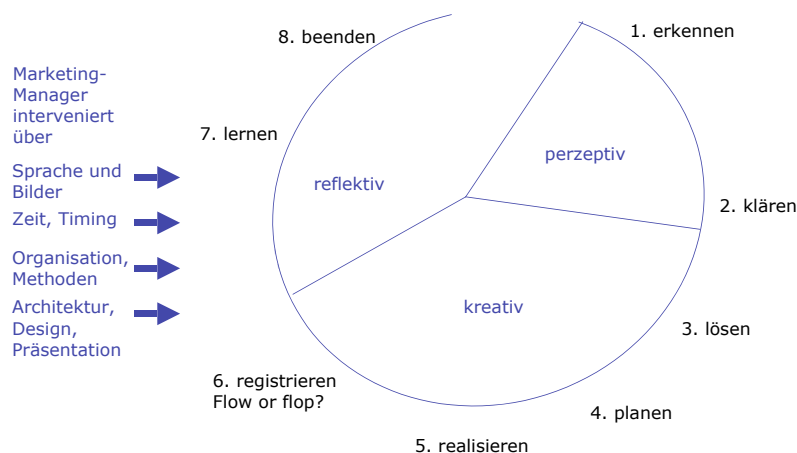 Marketing-
Manager
interveniert
über
Sprache und
Bilder
Zeit, Timing
Organisation,
Methoden
Architektur,
Design,
Präsentation
1. erkennen
2. klären
3. lösen
4. planen
5. realisieren
6. registrieren
Flow or flop?
7. lernen
8. beenden
perzeptiv
kreativ
reflektiv